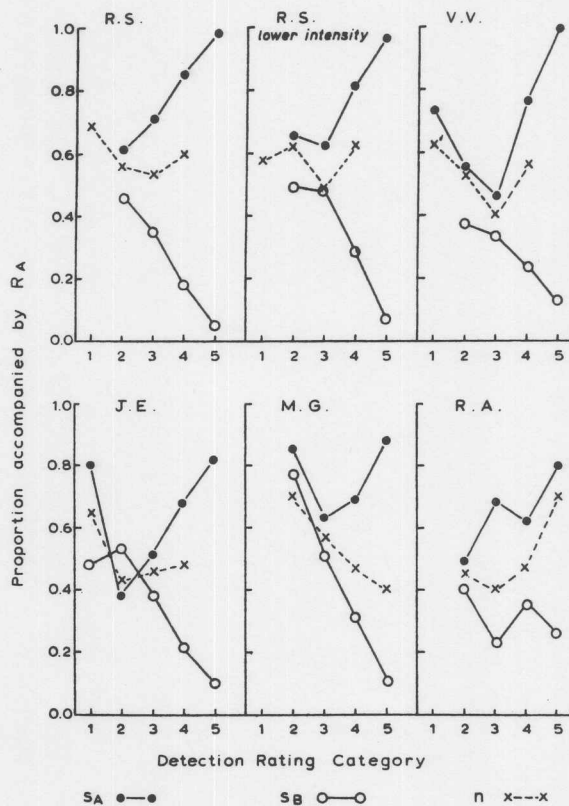 R.S. R.S. V.V.
lower intensity
1.0
0.8
0.6
0.4
0.2
0.0
1 2 3 4 5 1 2 3 4 5 1 2 3 4 5
Proportion accompanied by RA
J.E. M.G. R.A.
1.0
0.8
0.6
0.4
0.2
0.0
1 2 3 4 5 1 2 3 4 5 1 2 3 4 5
Detection Rating Category
SA SB n